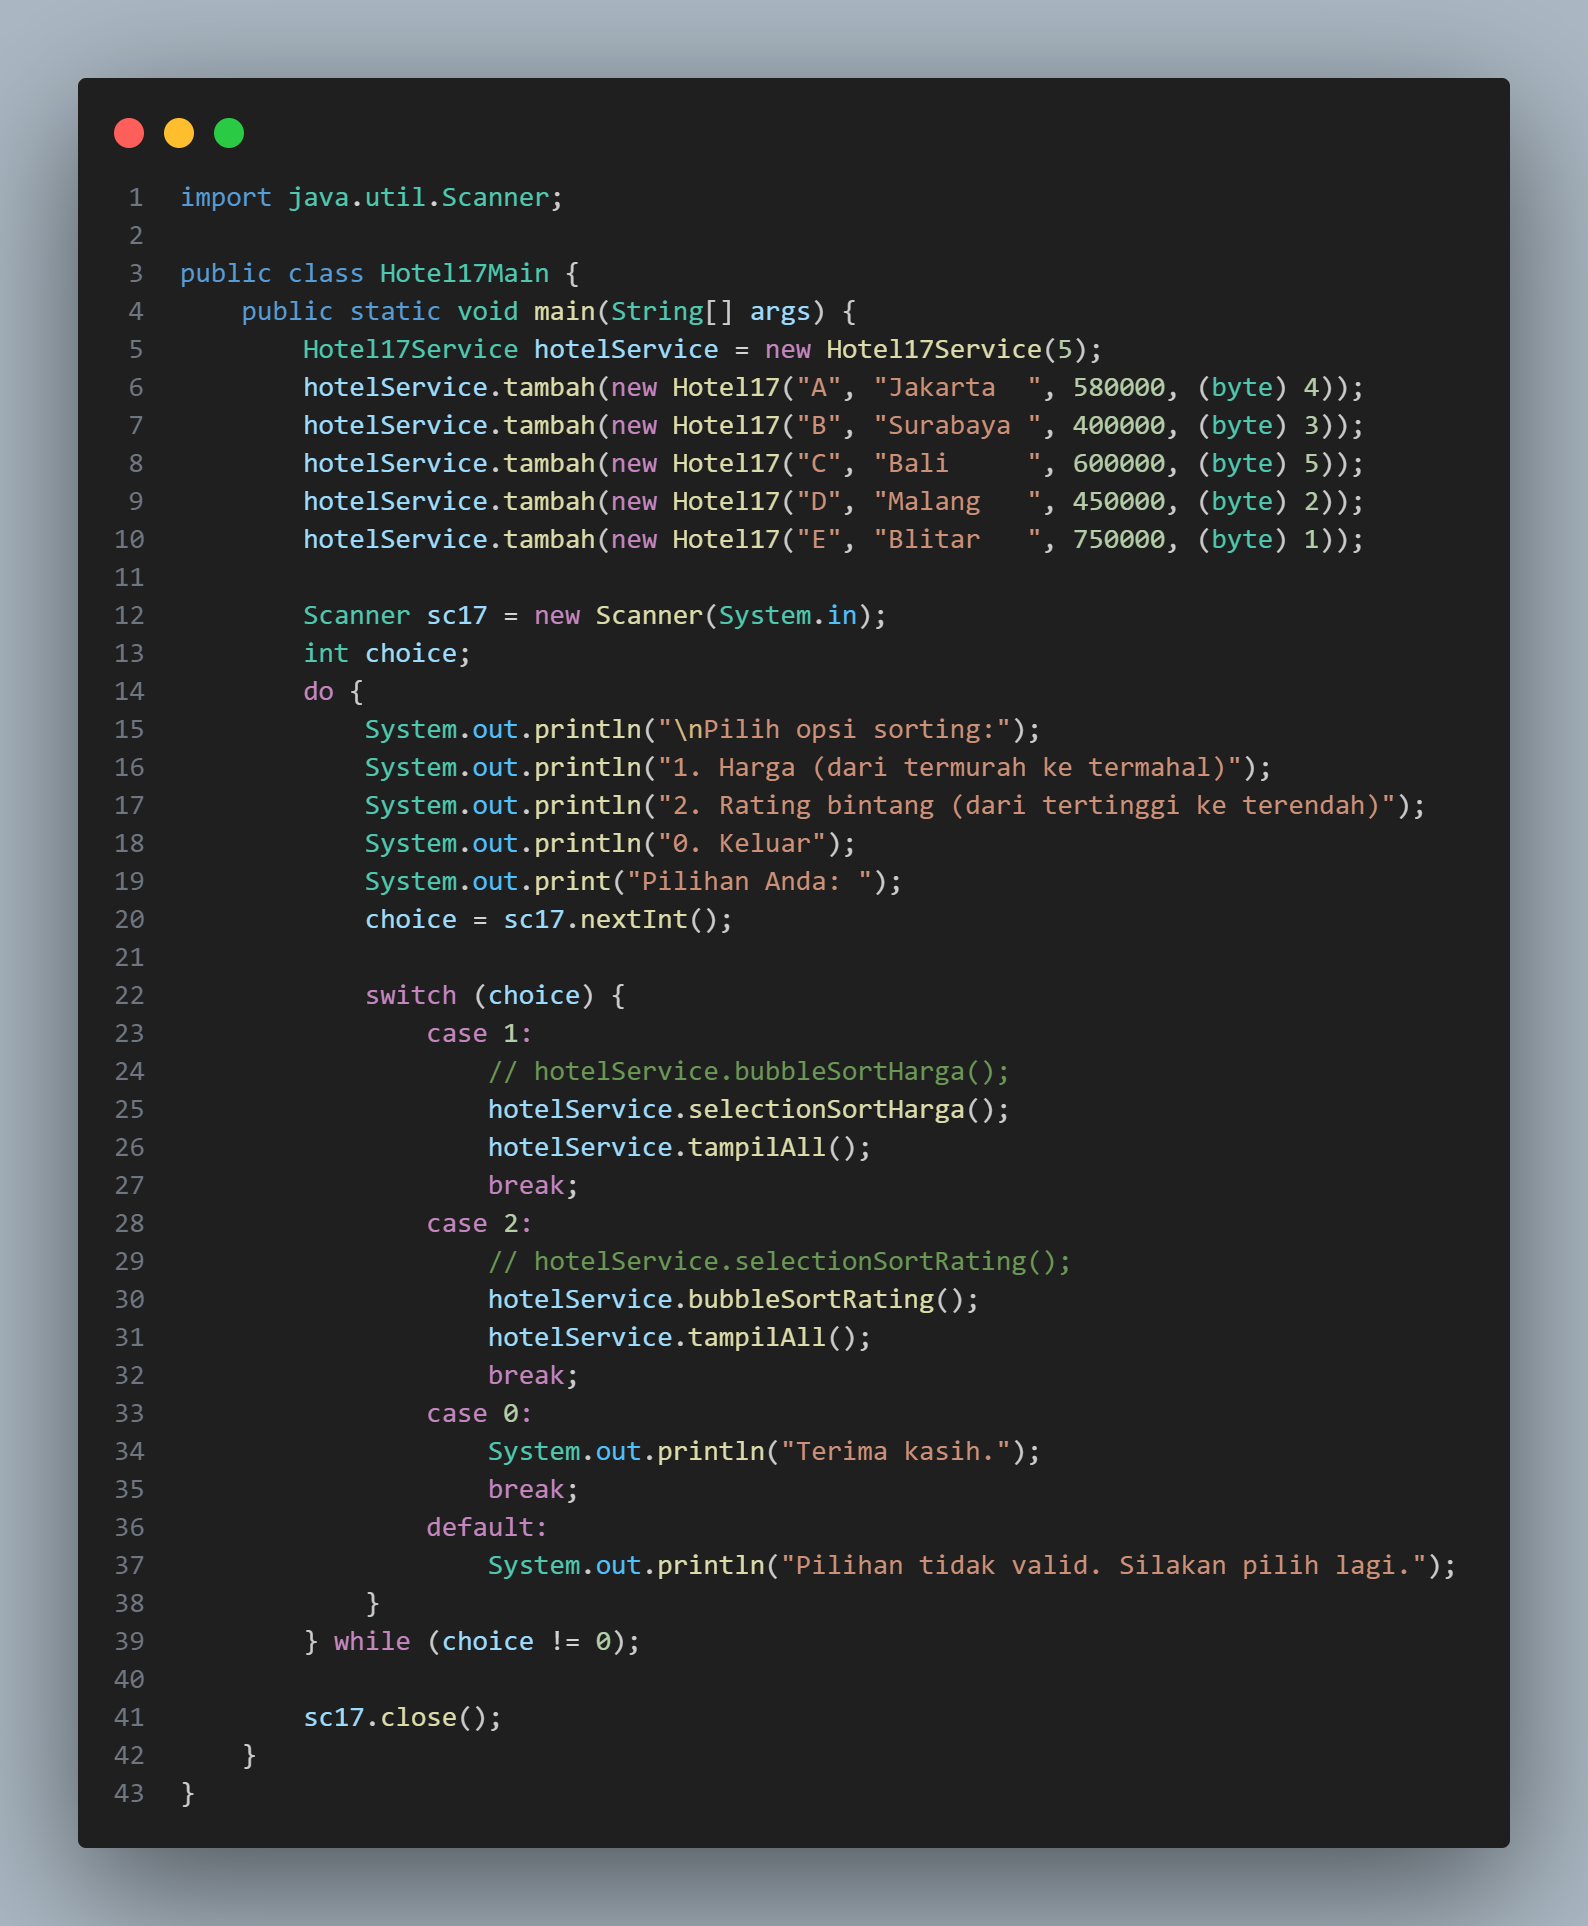 1 import java.util.Scanner;
2
3 public class Hotel17Main {
4     public static void main(String[] args) {
5         Hotel17Service hotelService = new Hotel17Service(5);
6         hotelService.tambah(new Hotel17("A", "Jakarta  ", 580000, (byte) 4));
7         hotelService.tambah(new Hotel17("B", "Surabaya ", 400000, (byte) 3));
8         hotelService.tambah(new Hotel17("C", "Bali     ", 600000, (byte) 5));
9         hotelService.tambah(new Hotel17("D", "Malang   ", 450000, (byte) 2));
10         hotelService.tambah(new Hotel17("E", "Blitar   ", 750000, (byte) 1));
11
12         Scanner sc17 = new Scanner(System.in);
13         int choice;
14         do {
15             System.out.println("\nPilih opsi sorting:");
16             System.out.println("1. Harga (dari termurah ke termahal)");
17             System.out.println("2. Rating bintang (dari tertinggi ke terendah)");
18             System.out.println("0. Keluar");
19             System.out.print("Pilihan Anda: ");
20             choice = sc17.nextInt();
21
22             switch (choice) {
23                 case 1:
24                     // hotelService.bubbleSortHarga();
25                     hotelService.selectionSortHarga();
26                     hotelService.tampilAll();
27                     break;
28                 case 2:
29                     // hotelService.selectionSortRating();
30                     hotelService.bubbleSortRating();
31                     hotelService.tampilAll();
32                     break;
33                 case 0:
34                     System.out.println("Terima kasih.");
35                     break;
36                 default:
37                     System.out.println("Pilihan tidak valid. Silakan pilih lagi.");
38             }
39         } while (choice != 0);
40
41         sc17.close();
42     }
43 }